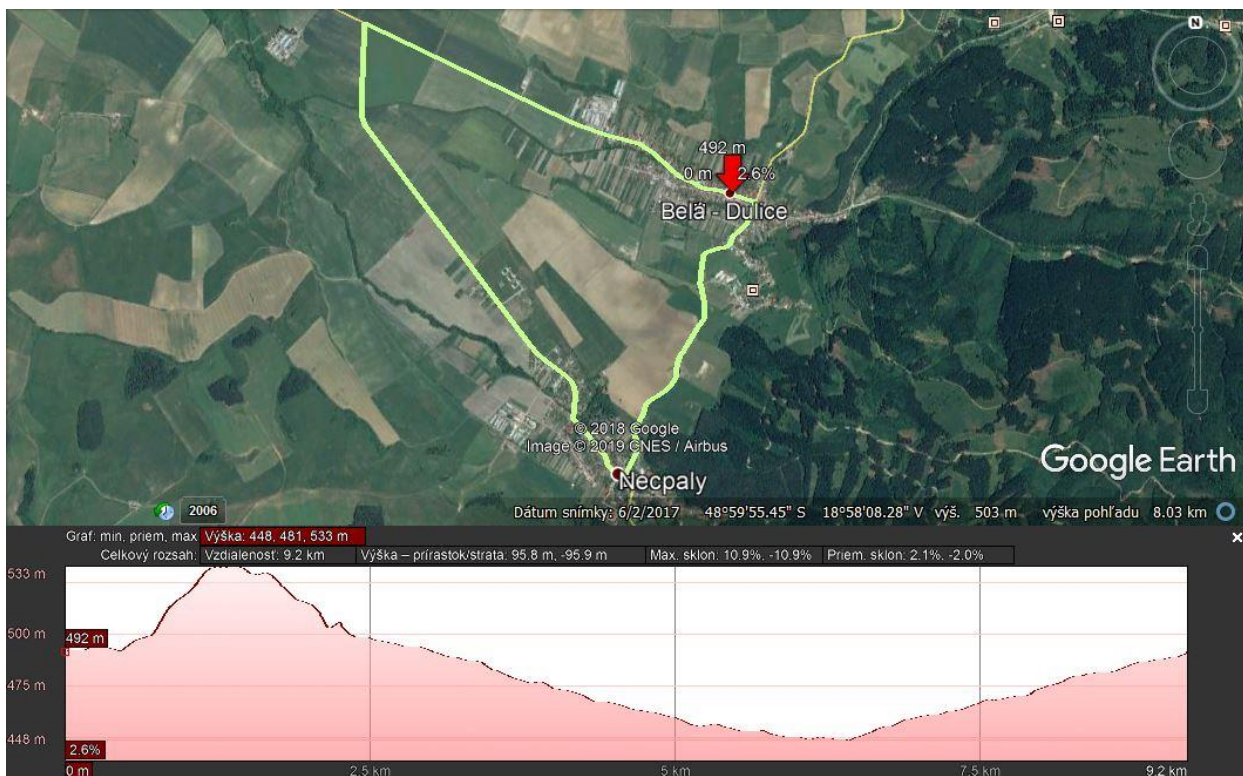 N
492 m
0 m 2.6%
Belá - Dulice
© 2018 Google
Image © 2019 CNES / Airbus
Necpaly
Google Earth
2006
Dátum snímky: 6/2/2017 48°59'55.45" S 18°58'08.28" V výš. 503 m výška pohľadu 8.03 km
Graf: min, priem, max Výška: 448, 481, 533 m
Celkový rozsah: Vzdialenosť: 9.2 km Výška – prírastok/strata: 95.8 m, -95.9 m Max. sklon: 10.9%, -10.9% Priem. sklon: 2.1%, -2.0%
533 m
500 m
492 m
475 m
448 m
2.6%
0 m 2.5 km 5 km 7.5 km 9.2 km